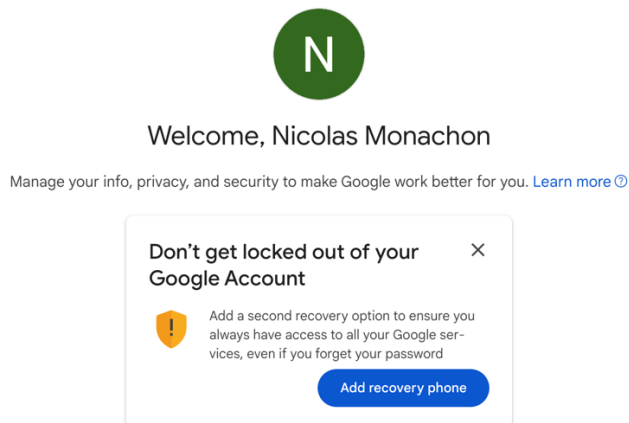 N
Welcome, Nicolas Monachon
Manage your info, privacy, and security to make Google work better for you. Learn more
Don’t get locked out of your
Google Account
Add a second recovery option to ensure you
always have access to all your Google ser-
vices, even if you forget your password
Add recovery phone